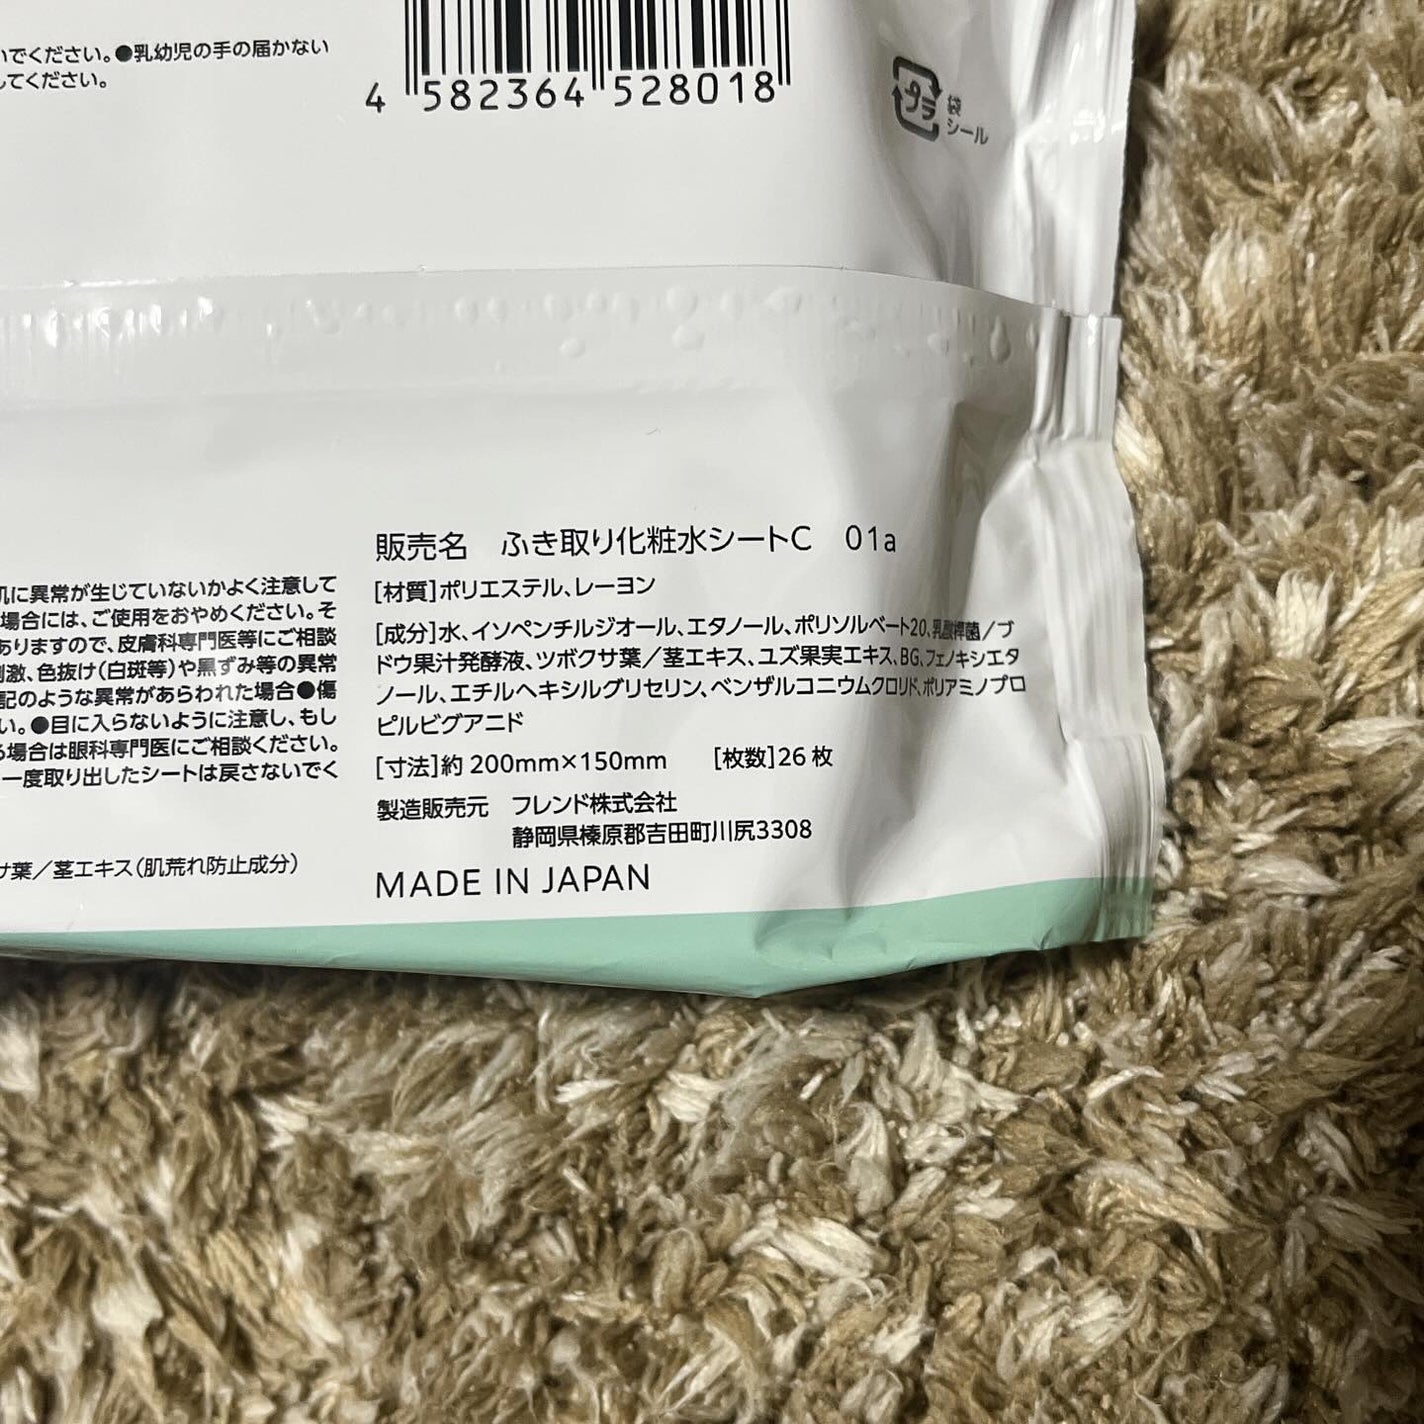 いでください。●乳幼児の手の届かない
してください。
4 582364 528018
プラ
袋
シール
肌に異常が生じていないかよく注意して
場合には、ご使用をおやめください。そ
ありますので、皮膚科専門医等にご相談
刺激、色抜け(白斑等)や黒ずみ等の異常
記のような異常があらわれた場合●傷
い。●目に入らないように注意し、もし
る場合は眼科専門医にご相談ください。
一度取り出したシートは戻さないでく
サ葉/茎エキス(肌荒れ防止成分)
販売名 ふき取り化粧水シートC 01a
[材質]ポリエステル、レーヨン
[成分]水、イソペンチルジオール、エタノール、ポリソルベート20、乳酸桿菌/ブ
ドウ果汁発酵液、ツボクサ葉/茎エキス、ユズ果実エキス、BG、フェノキシエタ
ノール、エチルヘキシルグリセリン、ベンザルコニウムクロリド、ポリアミノプロ
ピルビグアニド
[寸法]約 200mm×150mm [枚数]26 枚
製造販売元 フレンド株式会社
静岡県榛原郡吉田町川尻3308
MADE IN JAPAN